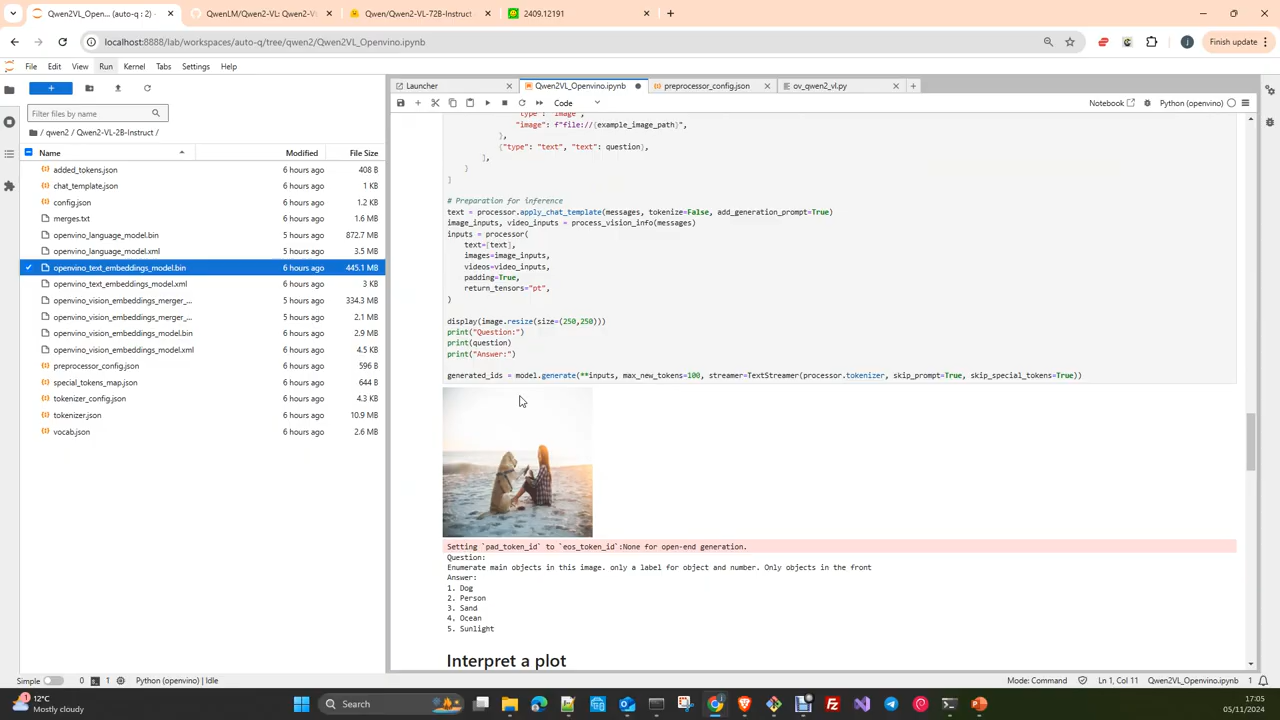 Qwen2VL_Openvino... (auto-q : 2)
QwenLM/Qwen2-VL: Qwen2-V
Qwen/Qwen2-VL-72B-Instruct
2409.12191
localhost:8888/lab/workspaces/auto-q/tree/qwen2/Qwen2VL_Openvino.ipynb
Finish update
File Edit View Run Kernel Tabs Settings Help
Launcher
Qwen2VL_Openvino.ipynb
preprocessor_config.json
ov_qwen2_vl.py
Code
Notebook
Python (openvino)
Filter files by name
/ qwen2 / Qwen2-VL-2B-Instruct /
Name Modified File Size
added_tokens.json 6 hours ago 408 B
chat_template.json 6 hours ago 1 KB
config.json 6 hours ago 1.2 KB
merges.txt 6 hours ago 1.6 MB
openvino_language_model.bin 5 hours ago 872.7 MB
openvino_language_model.xml 5 hours ago 3.5 MB
openvino_text_embeddings_model.bin 6 hours ago 445.1 MB
openvino_text_embeddings_model.xml 6 hours ago 3 KB
openvino_vision_embeddings_merger_... 5 hours ago 334.3 MB
openvino_vision_embeddings_merger_... 5 hours ago 2.1 MB
openvino_vision_embeddings_model.bin 6 hours ago 2.9 MB
openvino_vision_embeddings_model.xml 6 hours ago 4.5 KB
preprocessor_config.json 6 hours ago 596 B
special_tokens_map.json 6 hours ago 644 B
tokenizer_config.json 6 hours ago 4.3 KB
tokenizer.json 6 hours ago 10.9 MB
vocab.json 6 hours ago 2.6 MB
"type": "image",
"image": f"file://{example_image_path}",
},
{"type": "text", "text": question},
],
}
]
# Preparation for inference
text = processor.apply_chat_template(messages, tokenize=False, add_generation_prompt=True)
image_inputs, video_inputs = process_vision_info(messages)
inputs = processor(
text=[text],
images=image_inputs,
videos=video_inputs,
padding=True,
return_tensors="pt",
)
display(image.resize(size=(250,250)))
print("Question:")
print(question)
print("Answer:")
generated_ids = model.generate(**inputs, max_new_tokens=100, streamer=TextStreamer(processor.tokenizer, skip_prompt=True, skip_special_tokens=True))
Setting `pad_token_id` to `eos_token_id`:None for open-end generation.
Question:
Enumerate main objects in this image. only a label for object and number. Only objects in the front
Answer:
1. Dog
2. Person
3. Sand
4. Ocean
5. Sunlight
Interpret a plot
Simple 0 1 Python (openvino) | Idle
Mode: Command Ln 1, Col 11 Qwen2VL_Openvino.ipynb 1
1 12°C
Mostly cloudy
Search
17:05
05/11/2024